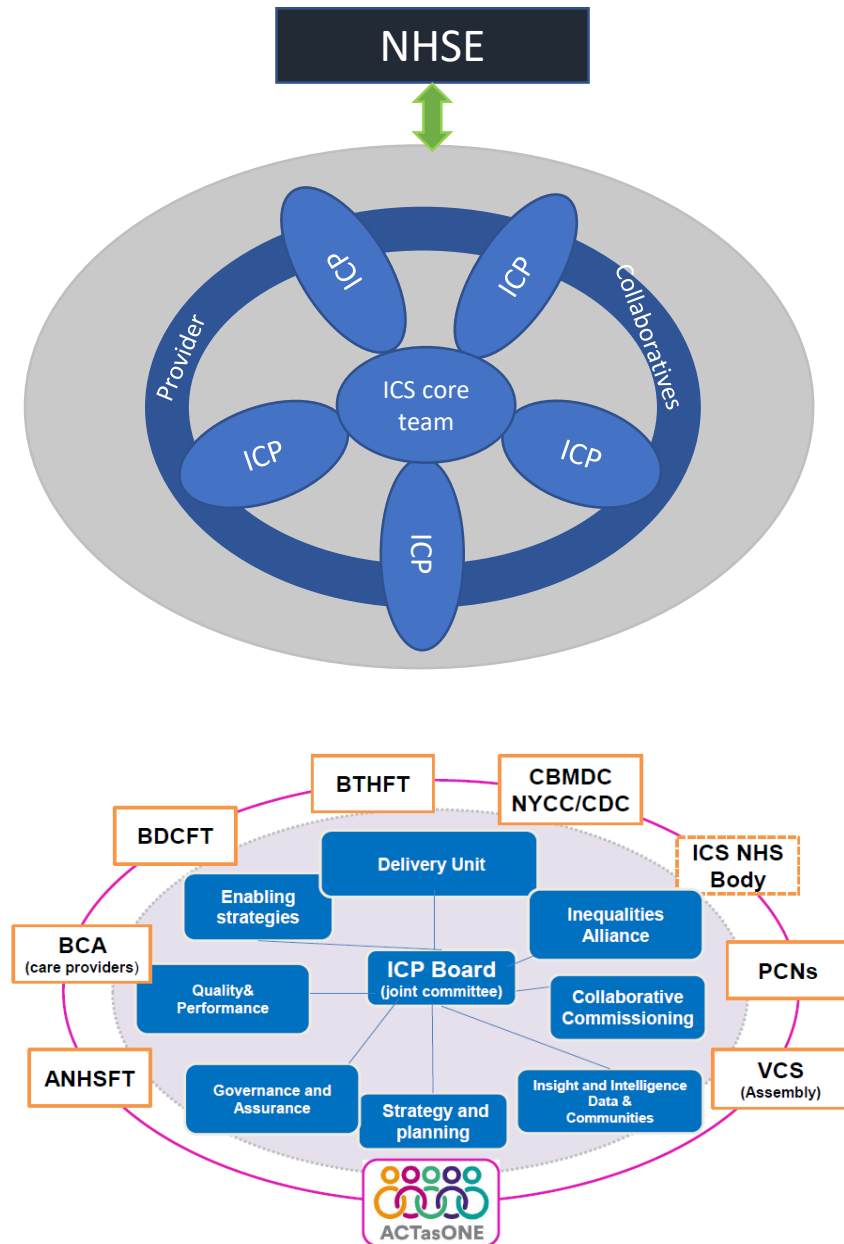 NHSE
ICP
ICP
Provider
Collaboratives
ICS core
team
ICP
ICP
ICP
BTHFT
CBMDC
NYCC/CDC
BDCFT
ICS NHS
Body
Delivery Unit
Enabling
strategies
Inequalities
Alliance
BCA
(care providers)
ICP Board
(joint committee)
PCNs
Quality&
Performance
Collaborative
Commissioning
ANHSFT
VCS
(Assembly)
Governance and
Assurance
Strategy and
planning
Insight and Intelligence
Data &
Communities
ACTasONE